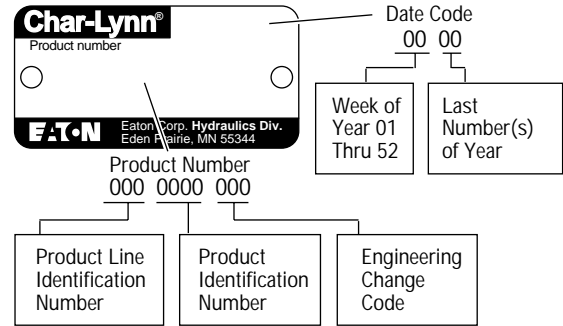 Char-Lynn®
Product number
EAT•N
Eaton Corp. Hydraulics Div.
Eden Prairie, MN 55344
Date Code
00 00
Week of
Year 01
Thru 52
Last
Number(s)
of Year
Product Number
000 0000 000
Product Line
Identification
Number
Product
Identification
Number
Engineering
Change
Code